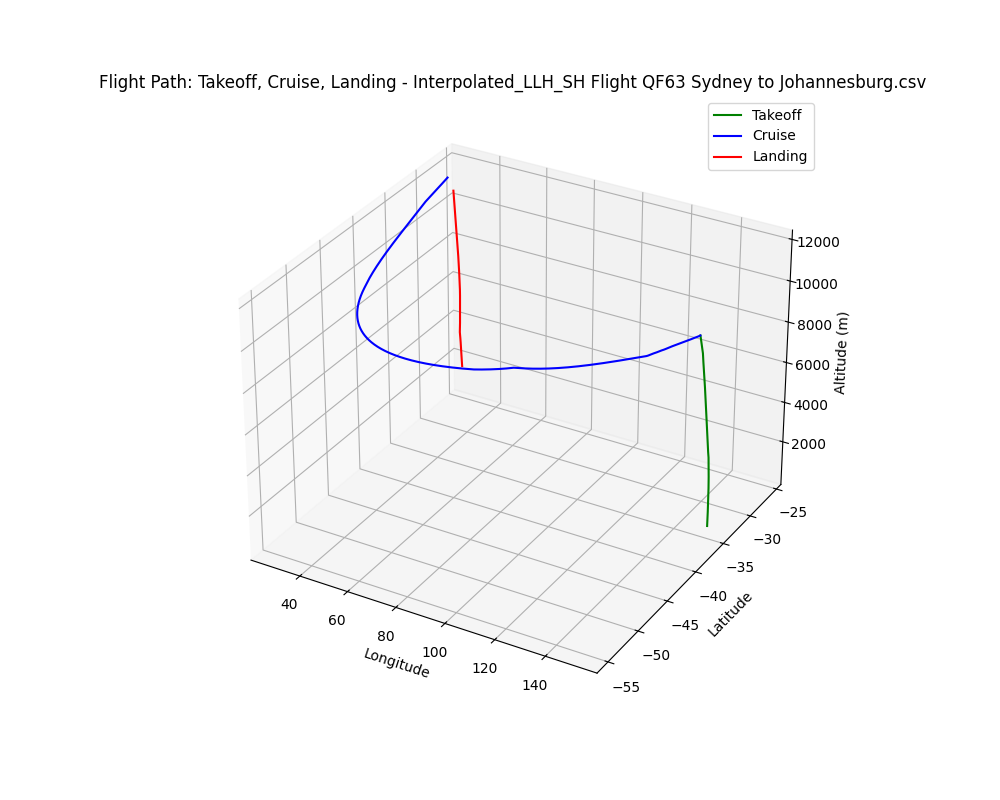 Flight Path: Takeoff, Cruise, Landing - Interpolated_LLH_SH Flight QF63 Sydney to Johannesburg.csv
Takeoff
Cruise
Landing
12000
10000
8000
6000
4000
2000
Altitude (m)
−25
−30
−35
−40
−45
−50
−55
Latitude
40
60
80
100
120
140
Longitude